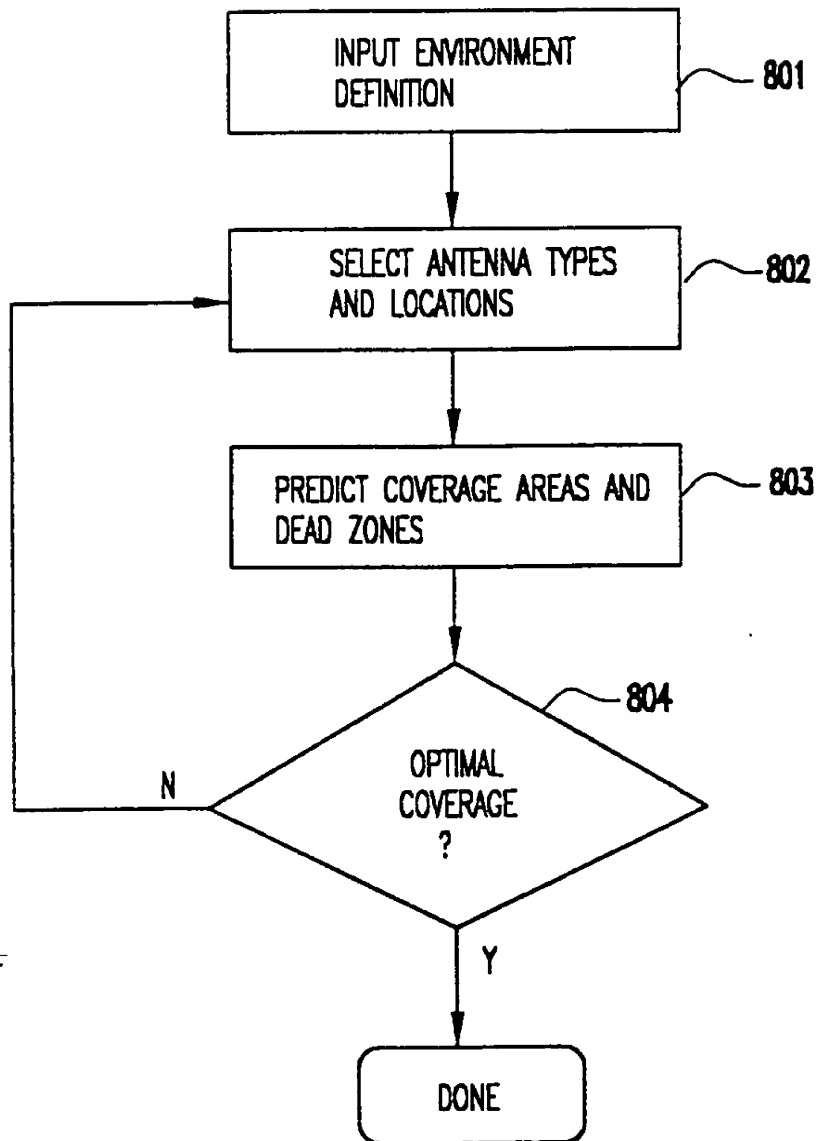 INPUT ENVIRONMENT
DEFINITION
801
SELECT ANTENNA TYPES
AND LOCATIONS
802
PREDICT COVERAGE AREAS AND
DEAD ZONES
803
804
OPTIMAL
COVERAGE
?
N
Y
DONE